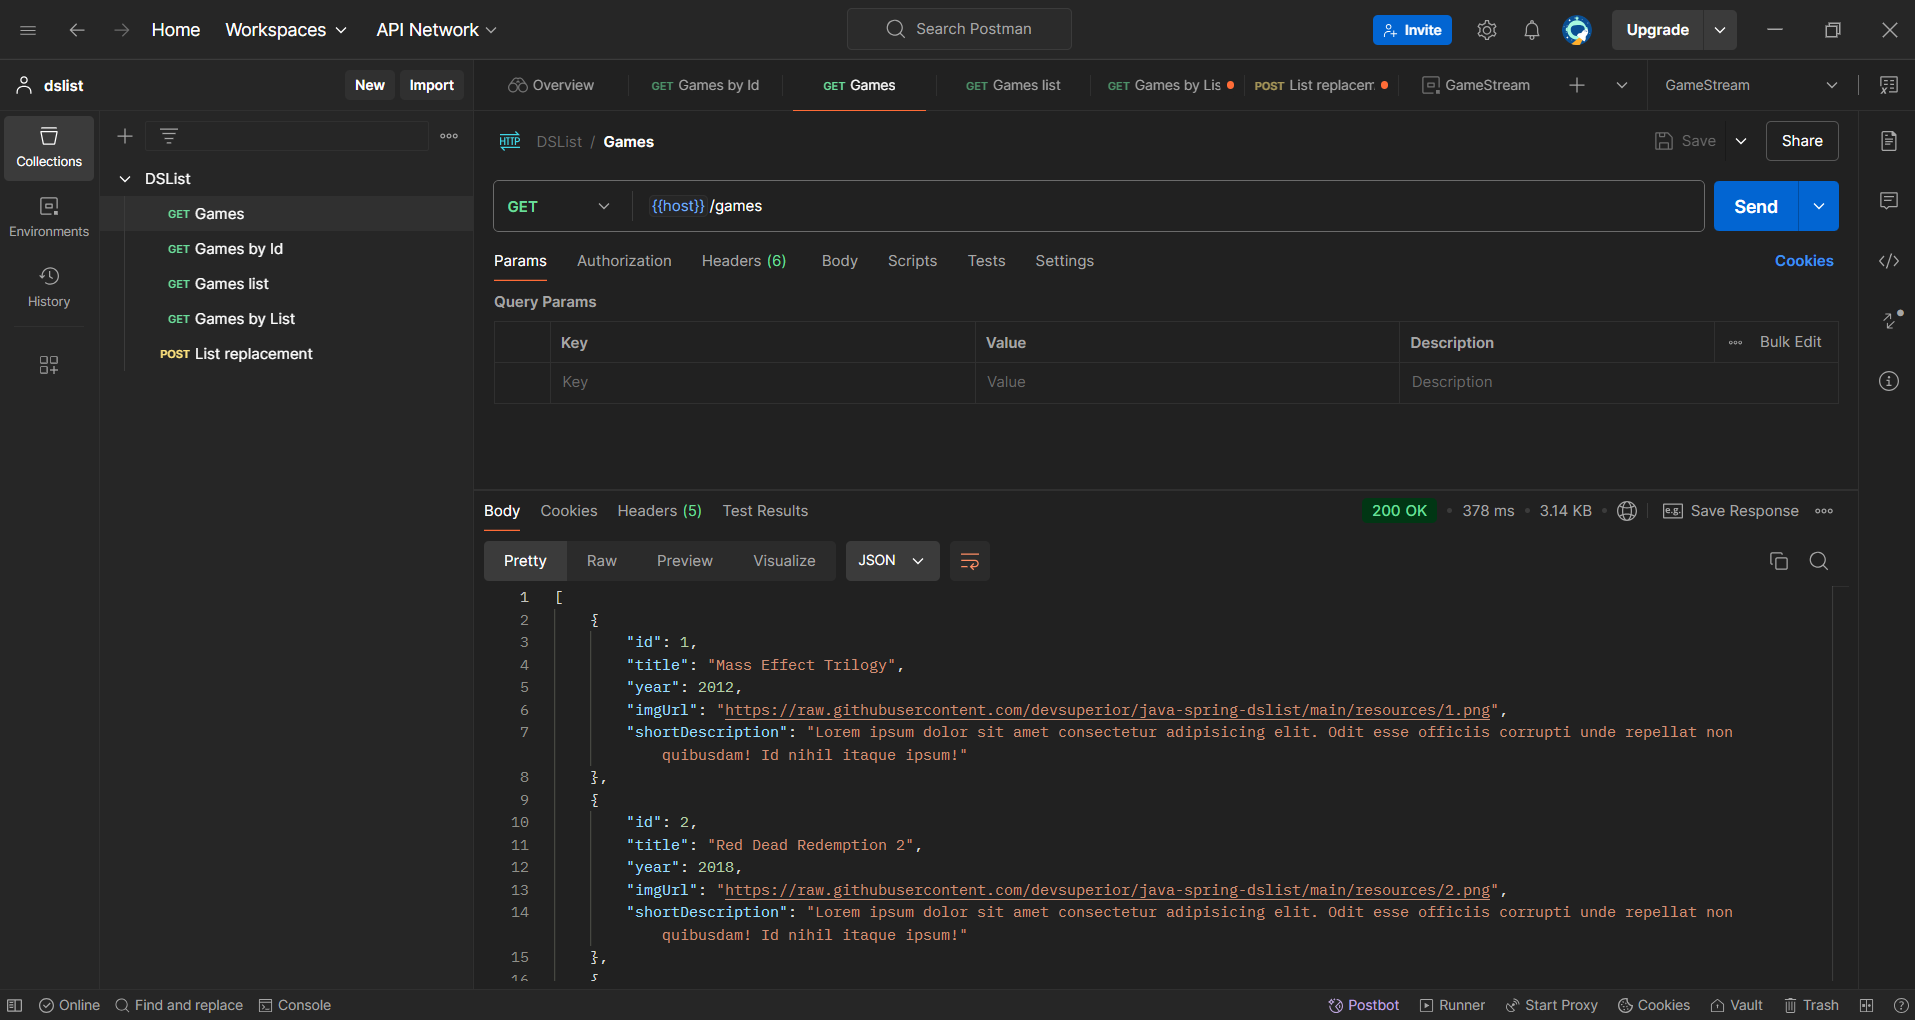 Home Workspaces API Network Search Postman Invite Upgrade
dslist New Import Overview GET Games by Id GET Games GET Games list GET Games by Lis POST List replacem GameStream GameStream
Collections
Environments
History
DSList
GET Games
GET Games by Id
GET Games list
GET Games by List
POST List replacement
HTTP DSList / Games Save Share
GET {{host}} /games Send
Params Authorization Headers (6) Body Scripts Tests Settings Cookies
Query Params
Key Value Description Bulk Edit
Key Value Description
Body Cookies Headers (5) Test Results 200 OK 378 ms 3.14 KB e.g. Save Response
Pretty Raw Preview Visualize JSON
1 [
2 {
3 "id": 1,
4 "title": "Mass Effect Trilogy",
5 "year": 2012,
6 "imgUrl": "https://raw.githubusercontent.com/devsuperior/java-spring-dslist/main/resources/1.png",
7 "shortDescription": "Lorem ipsum dolor sit amet consectetur adipisicing elit. Odit esse officiis corrupti unde repellat non
quibusdam! Id nihil itaque ipsum!"
8 },
9 {
10 "id": 2,
11 "title": "Red Dead Redemption 2",
12 "year": 2018,
13 "imgUrl": "https://raw.githubusercontent.com/devsuperior/java-spring-dslist/main/resources/2.png",
14 "shortDescription": "Lorem ipsum dolor sit amet consectetur adipisicing elit. Odit esse officiis corrupti unde repellat non
quibusdam! Id nihil itaque ipsum!"
15 },
16 {
Online Find and replace Console Postbot Runner Start Proxy Cookies Vault Trash